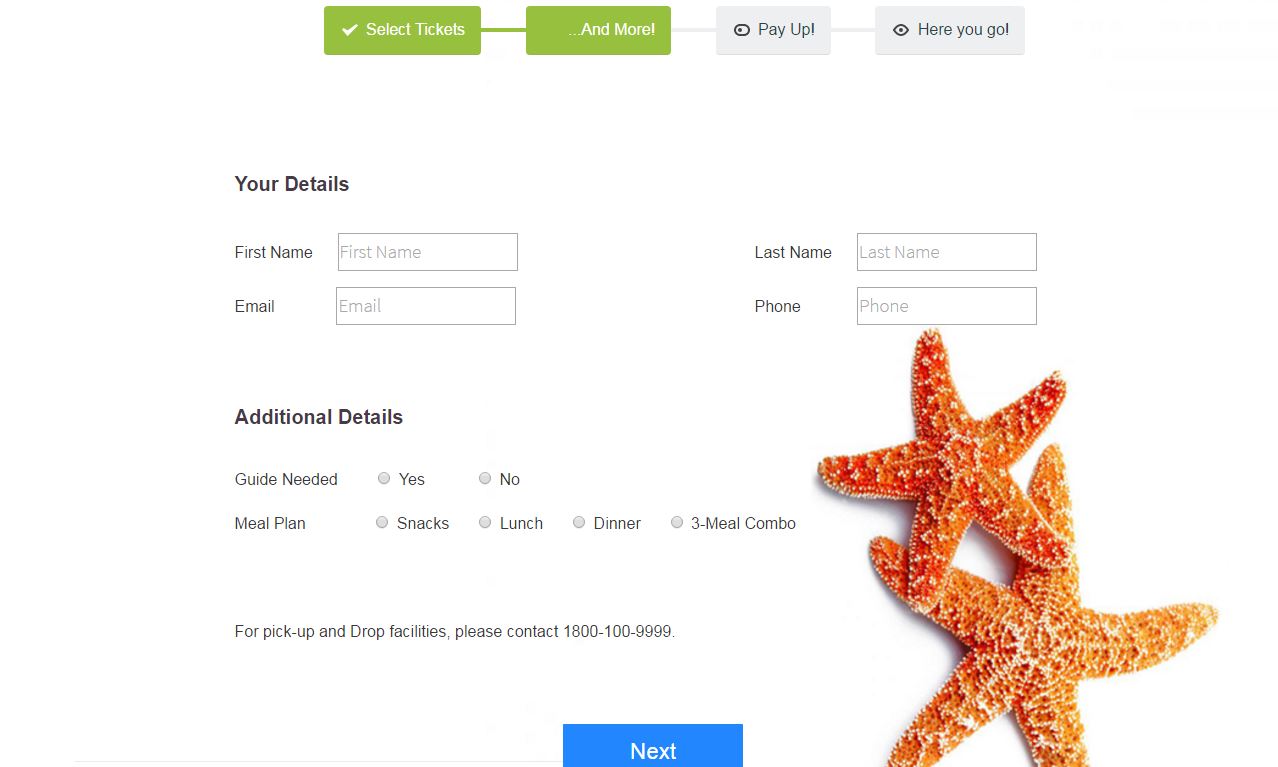 Select Tickets ...And More! Pay Up! Here you go!
Your Details
First Name First Name Last Name Last Name
Email Email Phone Phone
Additional Details
Guide Needed Yes No
Meal Plan Snacks Lunch Dinner 3-Meal Combo
For pick-up and Drop facilities, please contact 1800-100-9999.
Next